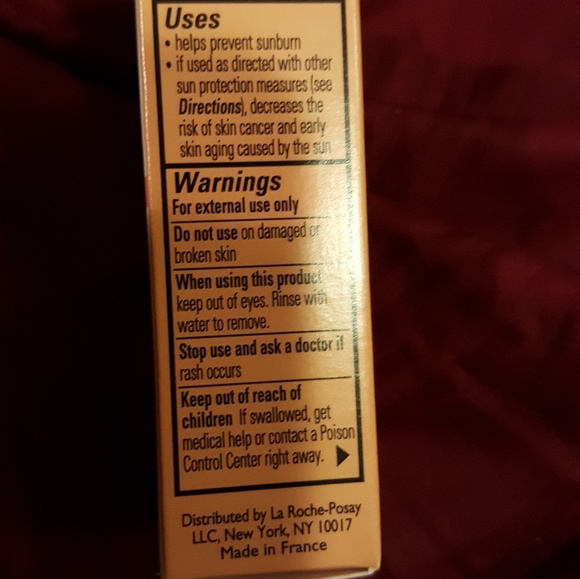 Uses
• helps prevent sunburn
• if used as directed with other
sun protection measures (see
Directions), decreases the
risk of skin cancer and early
skin aging caused by the sun
Warnings
For external use only
Do not use on damaged or
broken skin
When using this product
keep out of eyes. Rinse with
water to remove.
Stop use and ask a doctor if
rash occurs
Keep out of reach of
children If swallowed, get
medical help or contact a Poison
Control Center right away.
Distributed by La Roche-Posay
LLC, New York, NY 10017
Made in France